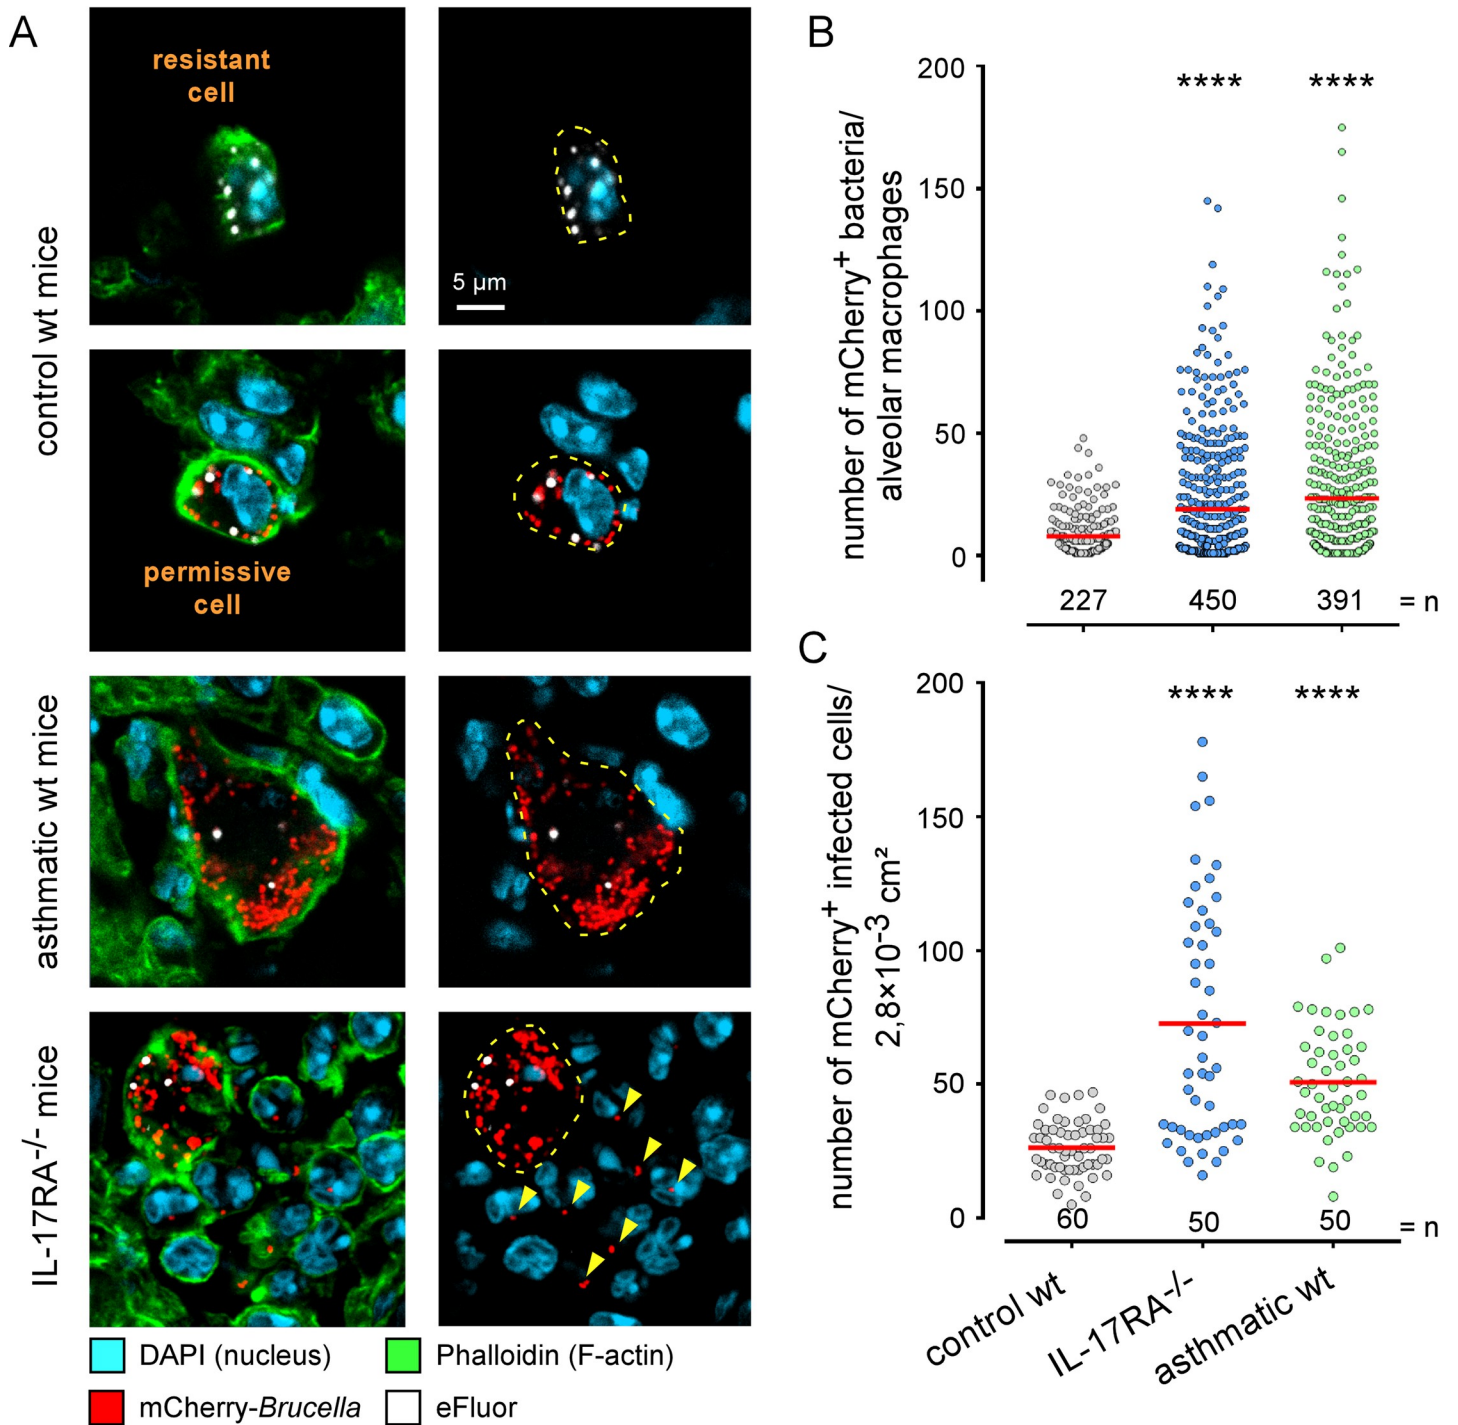 A
resistant
cell
5 µm
control wt mice
permissive
cell
asthmatic wt mice
IL-17RA-/- mice
DAPI (nucleus)
Phalloidin (F-actin)
mCherry-Brucella
eFluor
B
number of mCherry+ bacteria/
alveolar macrophages
200
150
100
50
0
**** ****
227 450 391 = n
C
number of mCherry+ infected cells/
2,8×10-3 cm²
200
150
100
50
0
**** ****
60 50 50 = n
control wt
IL-17RA-/-
asthmatic wt